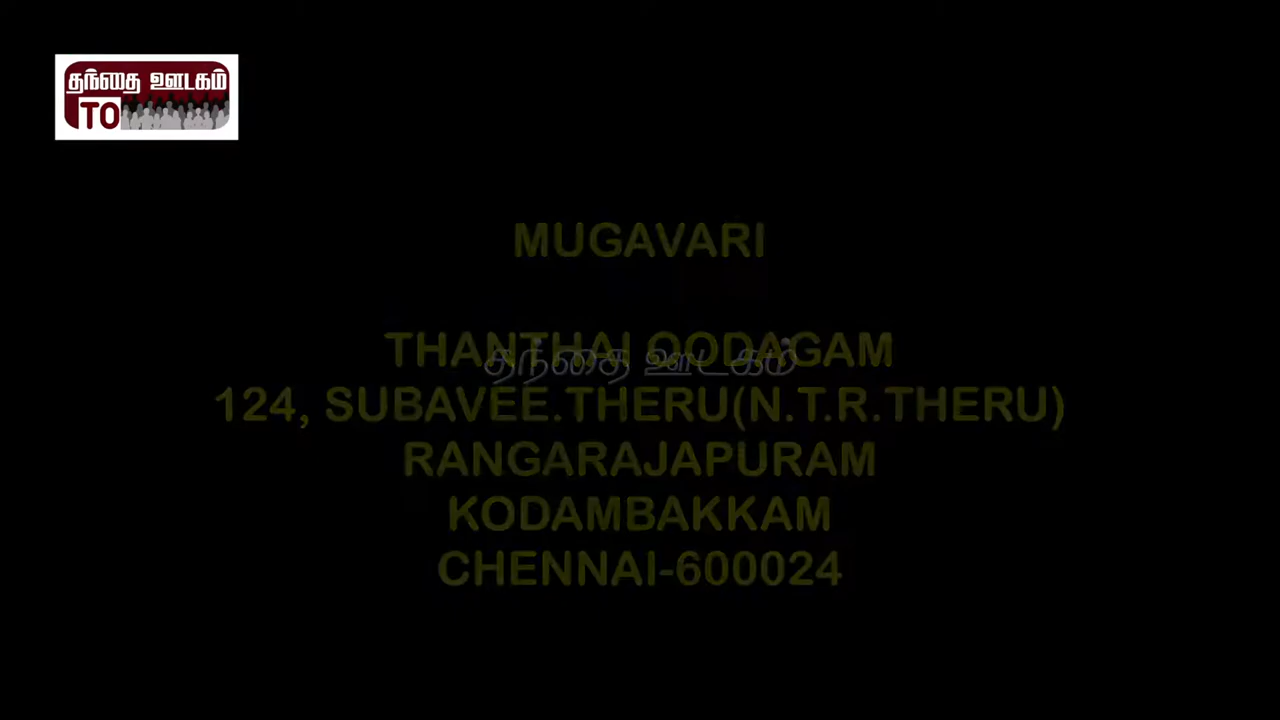 தந்தை ஊடகம்
TO
MUGAVARI
THANTHAI OODAGAM
தந்தை ஊடகம்
124, SUBAVEE.THERU(N.T.R.THERU)
RANGARAJAPURAM
KODAMBAKKAM
CHENNAI-600024